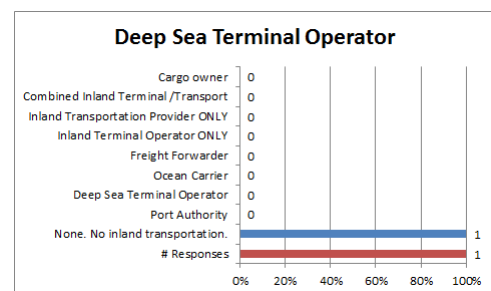 Deep Sea Terminal Operator
Cargo owner 0
Combined Inland Terminal /Transport 0
Inland Transportation Provider ONLY 0
Inland Terminal Operator ONLY 0
Freight Forwarder 0
Ocean Carrier 0
Deep Sea Terminal Operator 0
Port Authority 0
None. No inland transportation. 1
# Responses 1
0% 20% 40% 60% 80% 100%